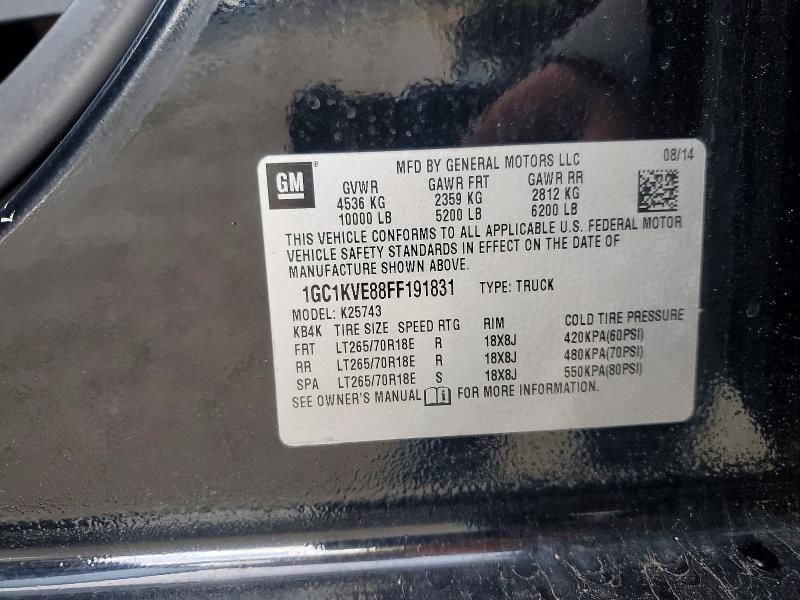 GM
MFD BY GENERAL MOTORS LLC 08/14
GVWR GAWR FRT GAWR RR
4536 KG 2359 KG 2812 KG
10000 LB 5200 LB 6200 LB
THIS VEHICLE CONFORMS TO ALL APPLICABLE U.S. FEDERAL MOTOR
VEHICLE SAFETY STANDARDS IN EFFECT ON THE DATE OF
MANUFACTURE SHOWN ABOVE.
1GC1KVE88FF191831 TYPE: TRUCK
MODEL: K25743
KB4K TIRE SIZE SPEED RTG RIM COLD TIRE PRESSURE
FRT LT265/70R18E R 18X8J 420KPA(60PSI)
RR LT265/70R18E R 18X8J 480KPA(70PSI)
SPA LT265/70R18E S 18X8J 550KPA(80PSI)
SEE OWNER'S MANUAL FOR MORE INFORMATION.